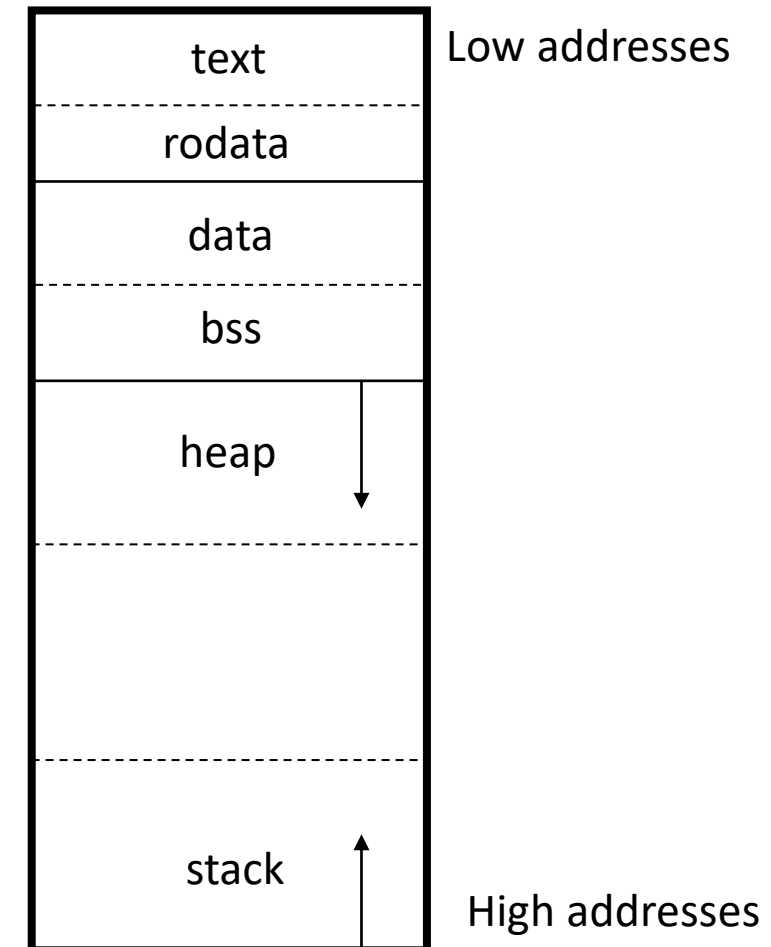 text
Low addresses
rodata
data
bss
heap
stack
High addresses